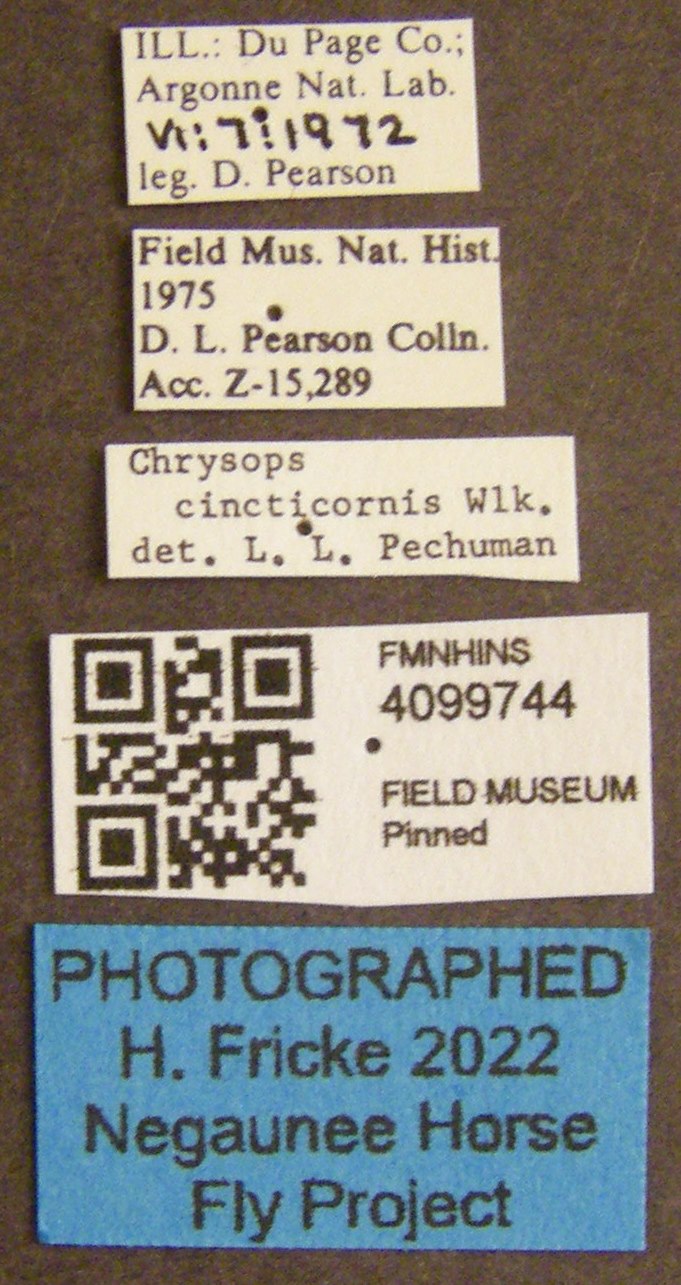 ILL.: Du Page Co.;
Argonne Nat. Lab.
VI:7:1972
leg. D. Pearson
Field Mus. Nat. Hist.
1975
D. L. Pearson Colln.
Acc. Z-15,289
Chrysops
cincticornis Wlk.
det. L. L. Pechuman
FMNHINS
4099744
FIELD MUSEUM
Pinned
PHOTOGRAPHED
H. Fricke 2022
Negaunee Horse
Fly Project